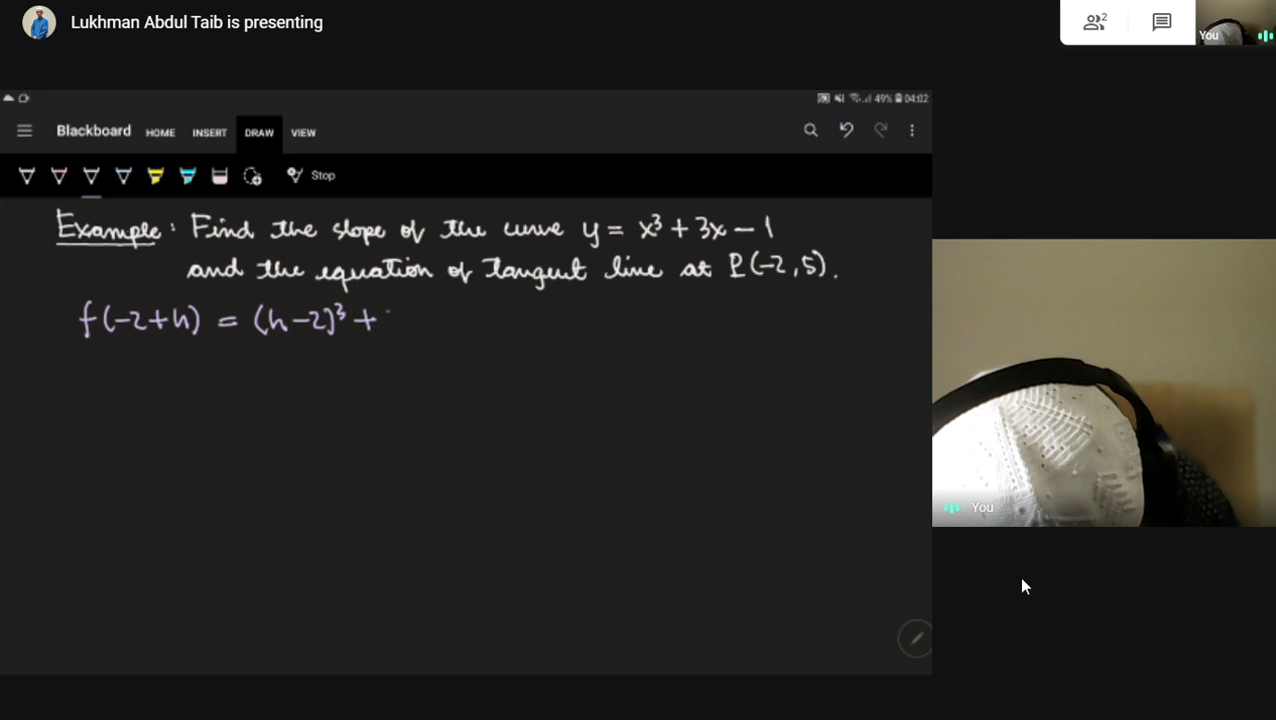 Lukhman Abdul Taib is presenting
2
You
49% 04:02
Blackboard HOME INSERT DRAW VIEW
Stop
Example: Find the slope of the curve y = x³ + 3x − 1
and the equation of tangent line at P(−2, 5).
f(−2+h) = (h−2)³ +
You